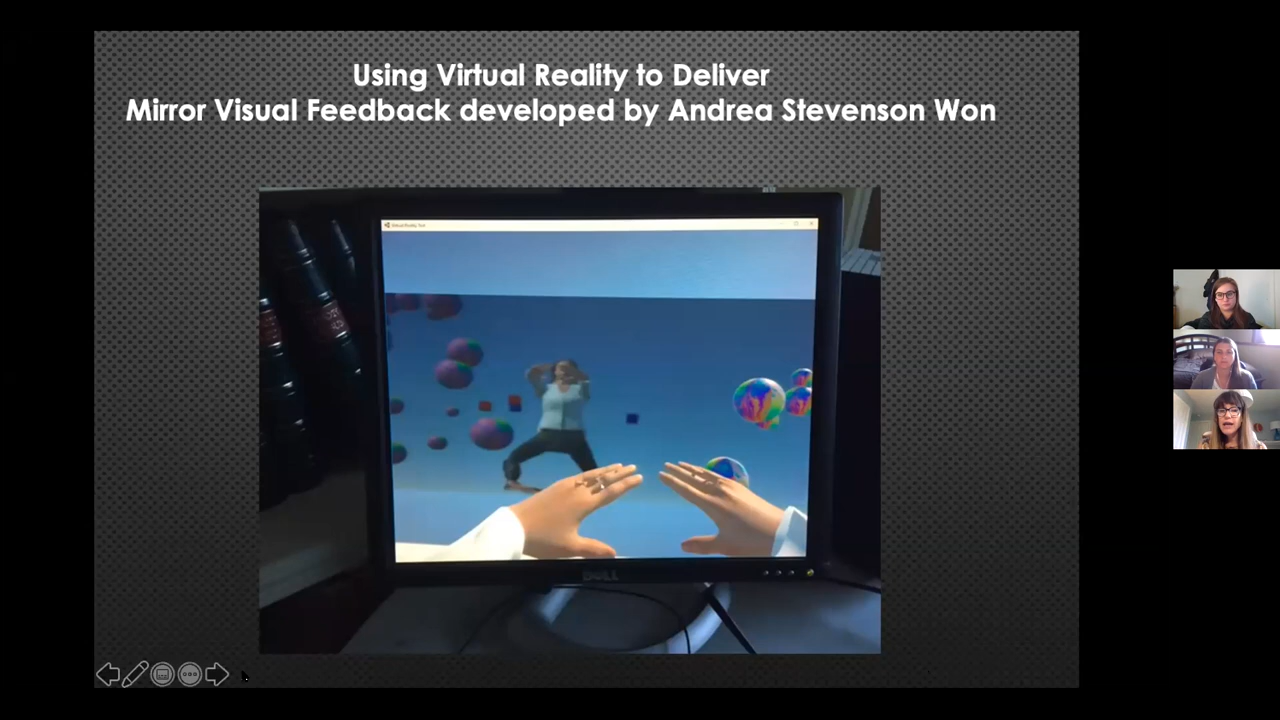 Using Virtual Reality to Deliver
Mirror Visual Feedback developed by Andrea Stevenson Won
DELL